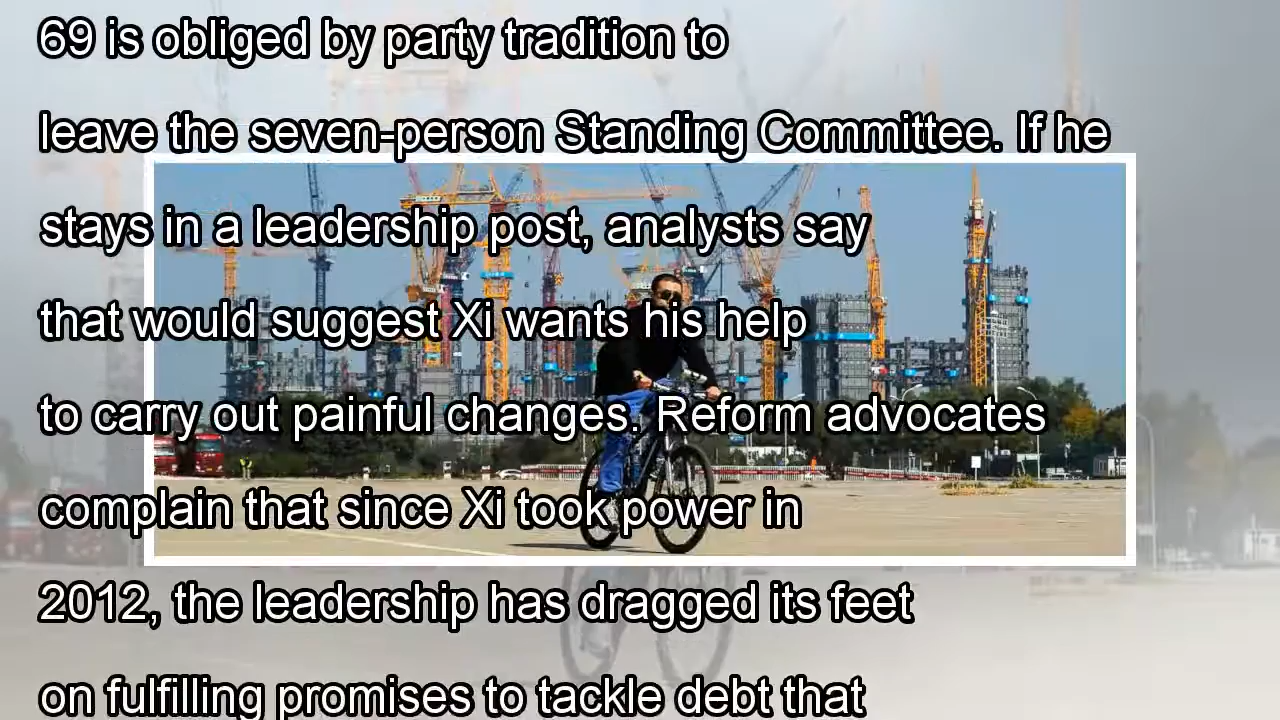 69 is obliged by party tradition to
leave the seven-person Standing Committee. If he
stays in a leadership post, analysts say
that would suggest Xi wants his help
to carry out painful changes. Reform advocates
complain that since Xi took power in
2012, the leadership has dragged its feet
on fulfilling promises to tackle debt that